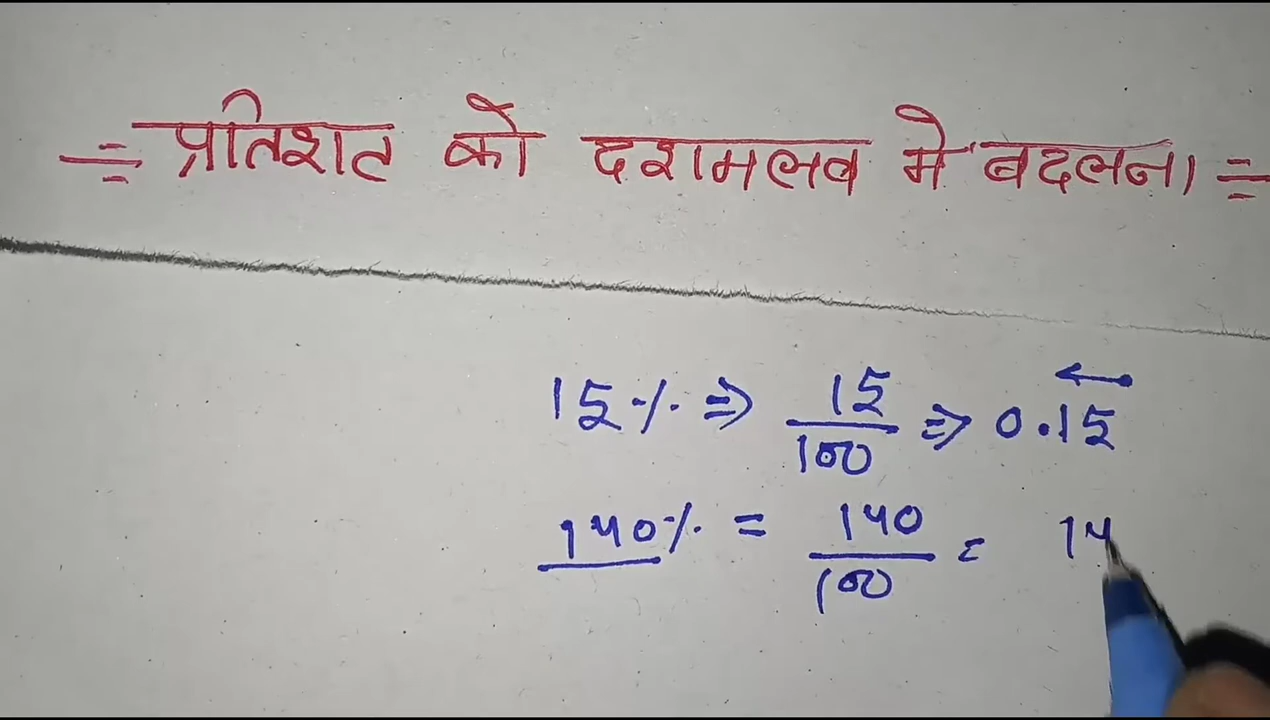 = प्रतिशत को दशमलव में बदलना =
15% ⇒ 15/100 ⇒ 0.15
140% = 140/100 = 14